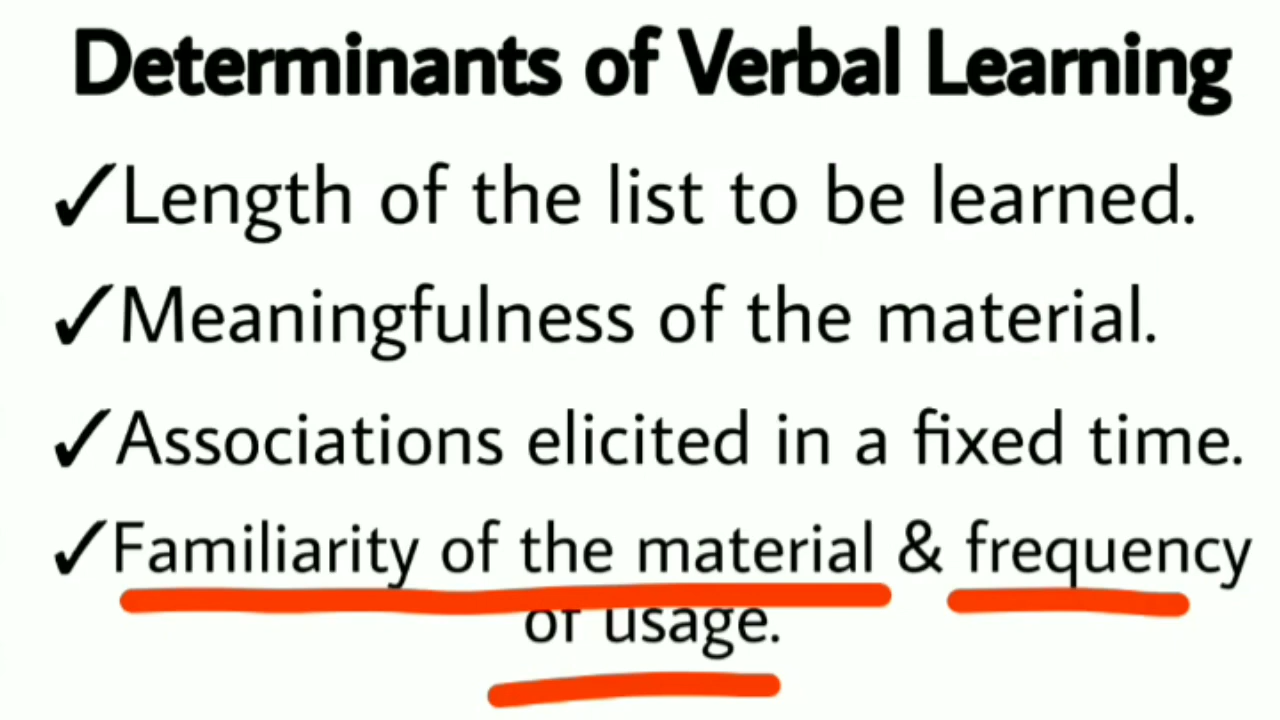 Determinants of Verbal Learning
✓Length of the list to be learned.
✓Meaningfulness of the material.
✓Associations elicited in a fixed time.
✓Familiarity of the material & frequency
of usage.